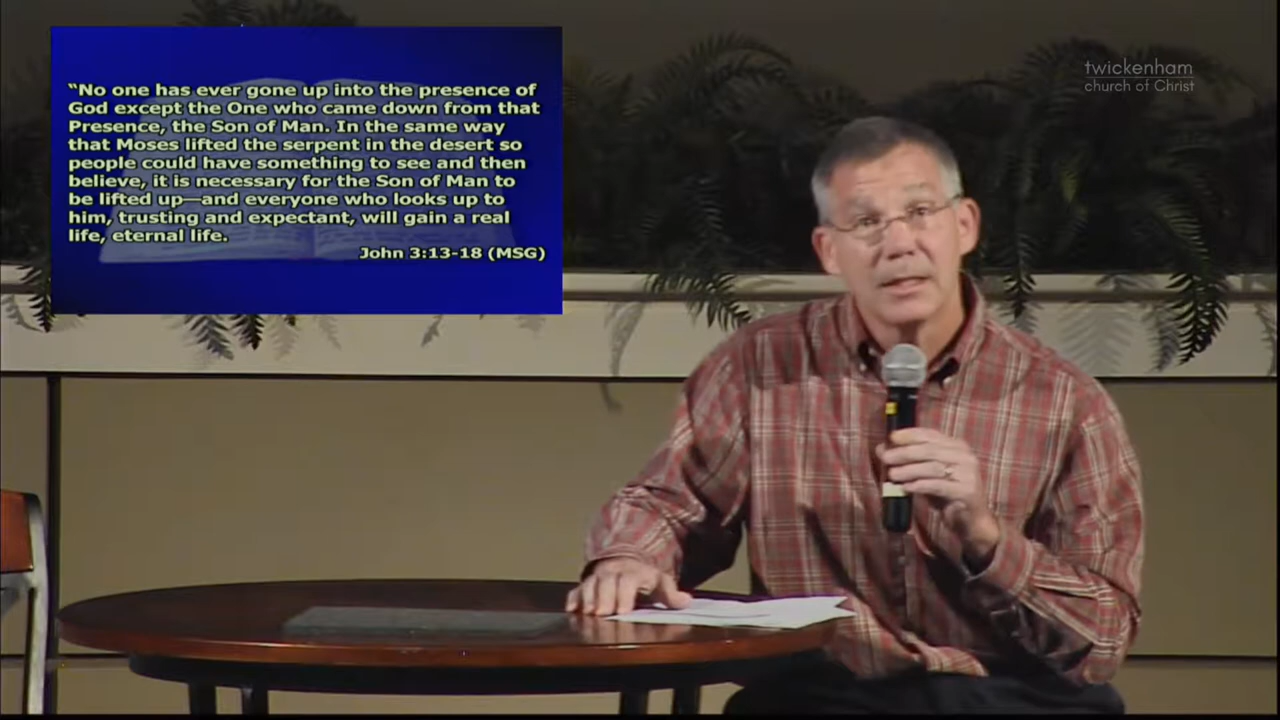 “No one has ever gone up into the presence of
God except the One who came down from that
Presence, the Son of Man. In the same way
that Moses lifted the serpent in the desert so
people could have something to see and then
believe, it is necessary for the Son of Man to
be lifted up—and everyone who looks up to
him, trusting and expectant, will gain a real
life, eternal life.
John 3:13-18 (MSG)
twickenham
church of Christ